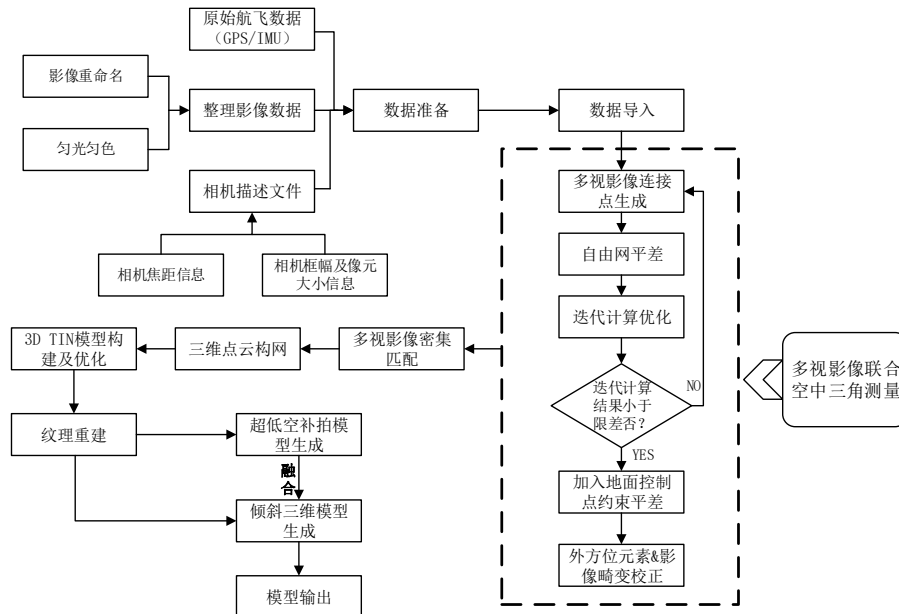 原始航飞数据
（GPS/IMU）
影像重命名
整理影像数据
数据准备
数据导入
匀光匀色
相机描述文件
相机焦距信息
相机框幅及像元
大小信息
多视影像连接
点生成
自由网平差
迭代计算优化
迭代计算
结果小于
限差否？
NO
YES
加入地面控制
点约束平差
外方位元素&影
像畸变校正
多视影像联合
空中三角测量
多视影像密集
匹配
三维点云构网
3D TIN模型构
建及优化
纹理重建
超低空补拍模
型生成
融
合
倾斜三维模型
生成
模型输出